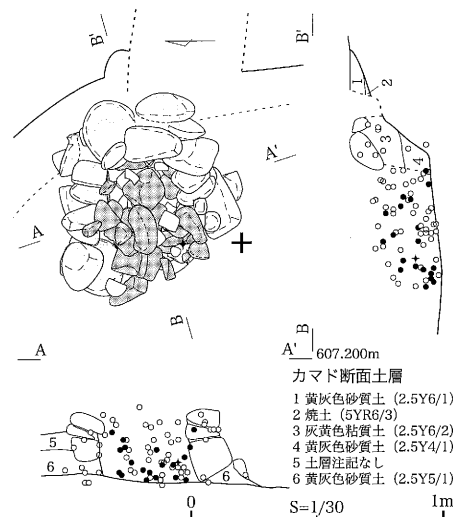 B'
B'
1
2
3
4
A'
A
B
B
A
A' 607.200m
カマド断面土層
1 黄灰色砂質土（2.5Y6/1）
2 焼土（5YR6/3）
3 灰黄色粘質土（2.5Y6/2）
4 黄灰色砂質土（2.5Y4/1）
5 土層注記なし
6 黄灰色砂質土（2.5Y5/1）
5
6
6
0 S=1/30 1m